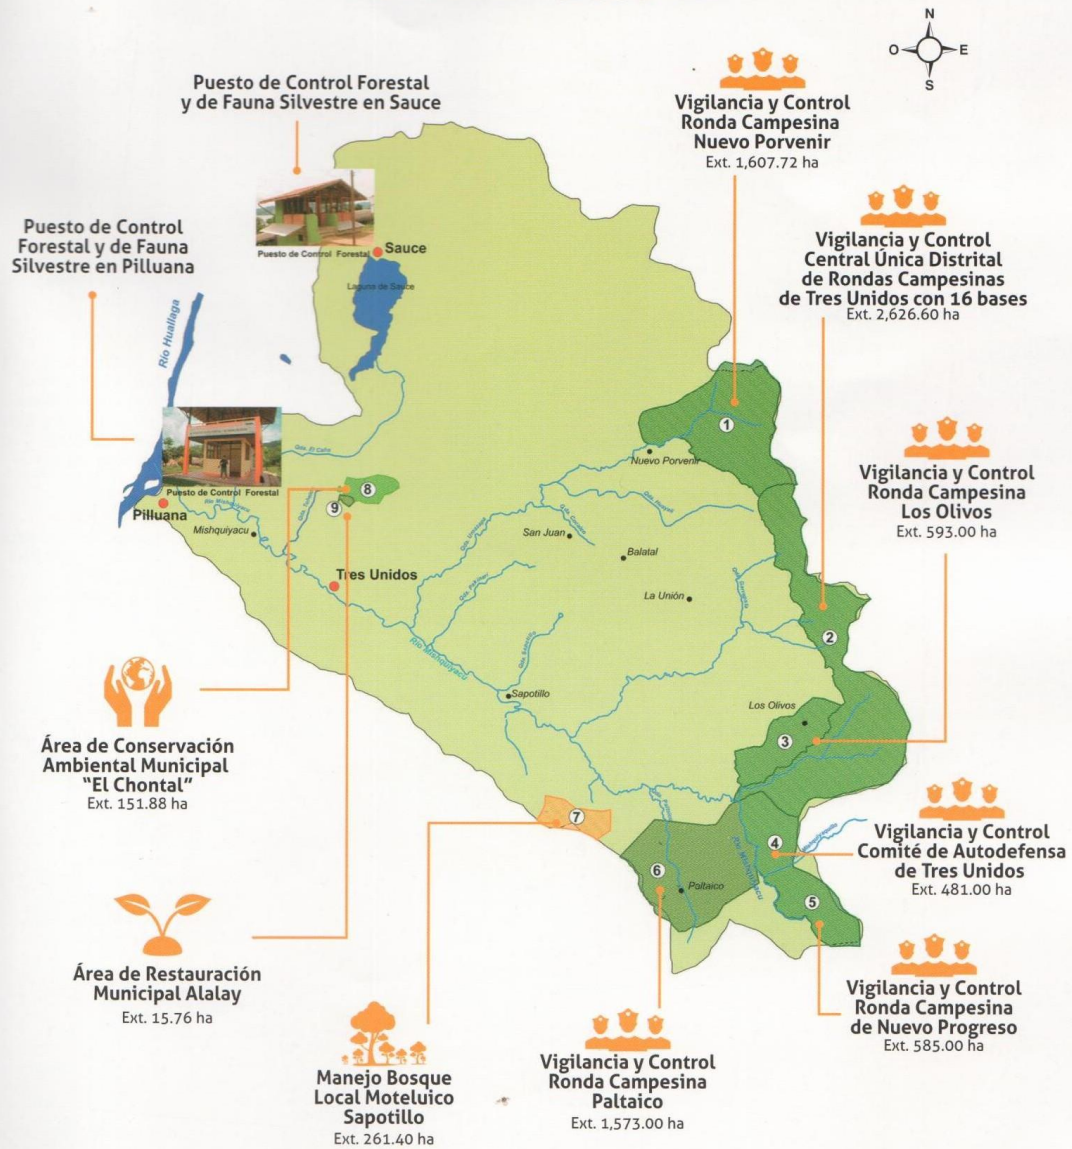 N
O
E
S
Puesto de Control Forestal
y de Fauna Silvestre en Sauce
Vigilancia y Control
Ronda Campesina
Nuevo Porvenir
Ext. 1,607.72 ha
Puesto de Control
Forestal y de Fauna
Silvestre en Pilluana
Vigilancia y Control
Central Única Distrital
de Rondas Campesinas
de Tres Unidos con 16 bases
Ext. 2,626.60 ha
Puesto de Control Forestal
Sauce
Laguna de Sauce
Río Huallaga
1
Vigilancia y Control
Ronda Campesina
Los Olivos
Ext. 593.00 ha
Nuevo Porvenir
Puesto de Control Forestal
Pilluana
Río Mishquiyacu
Mishquiyacu
8
9
San Juan
Balatal
Tres Unidos
La Unión
2
Río Mishquiyacu
Sapotillo
Los Olivos
3
Área de Conservación
Ambiental Municipal
"El Chontal"
Ext. 151.88 ha
7
4
Río Mishquiyacu
Vigilancia y Control
Comité de Autodefensa
de Tres Unidos
Ext. 481.00 ha
6
Paltaico
5
Área de Restauración
Municipal Alalay
Ext. 15.76 ha
Vigilancia y Control
Ronda Campesina
de Nuevo Progreso
Ext. 585.00 ha
Manejo Bosque
Local Moteluico
Sapotillo
Ext. 261.40 ha
Vigilancia y Control
Ronda Campesina
Paltaico
Ext. 1,573.00 ha